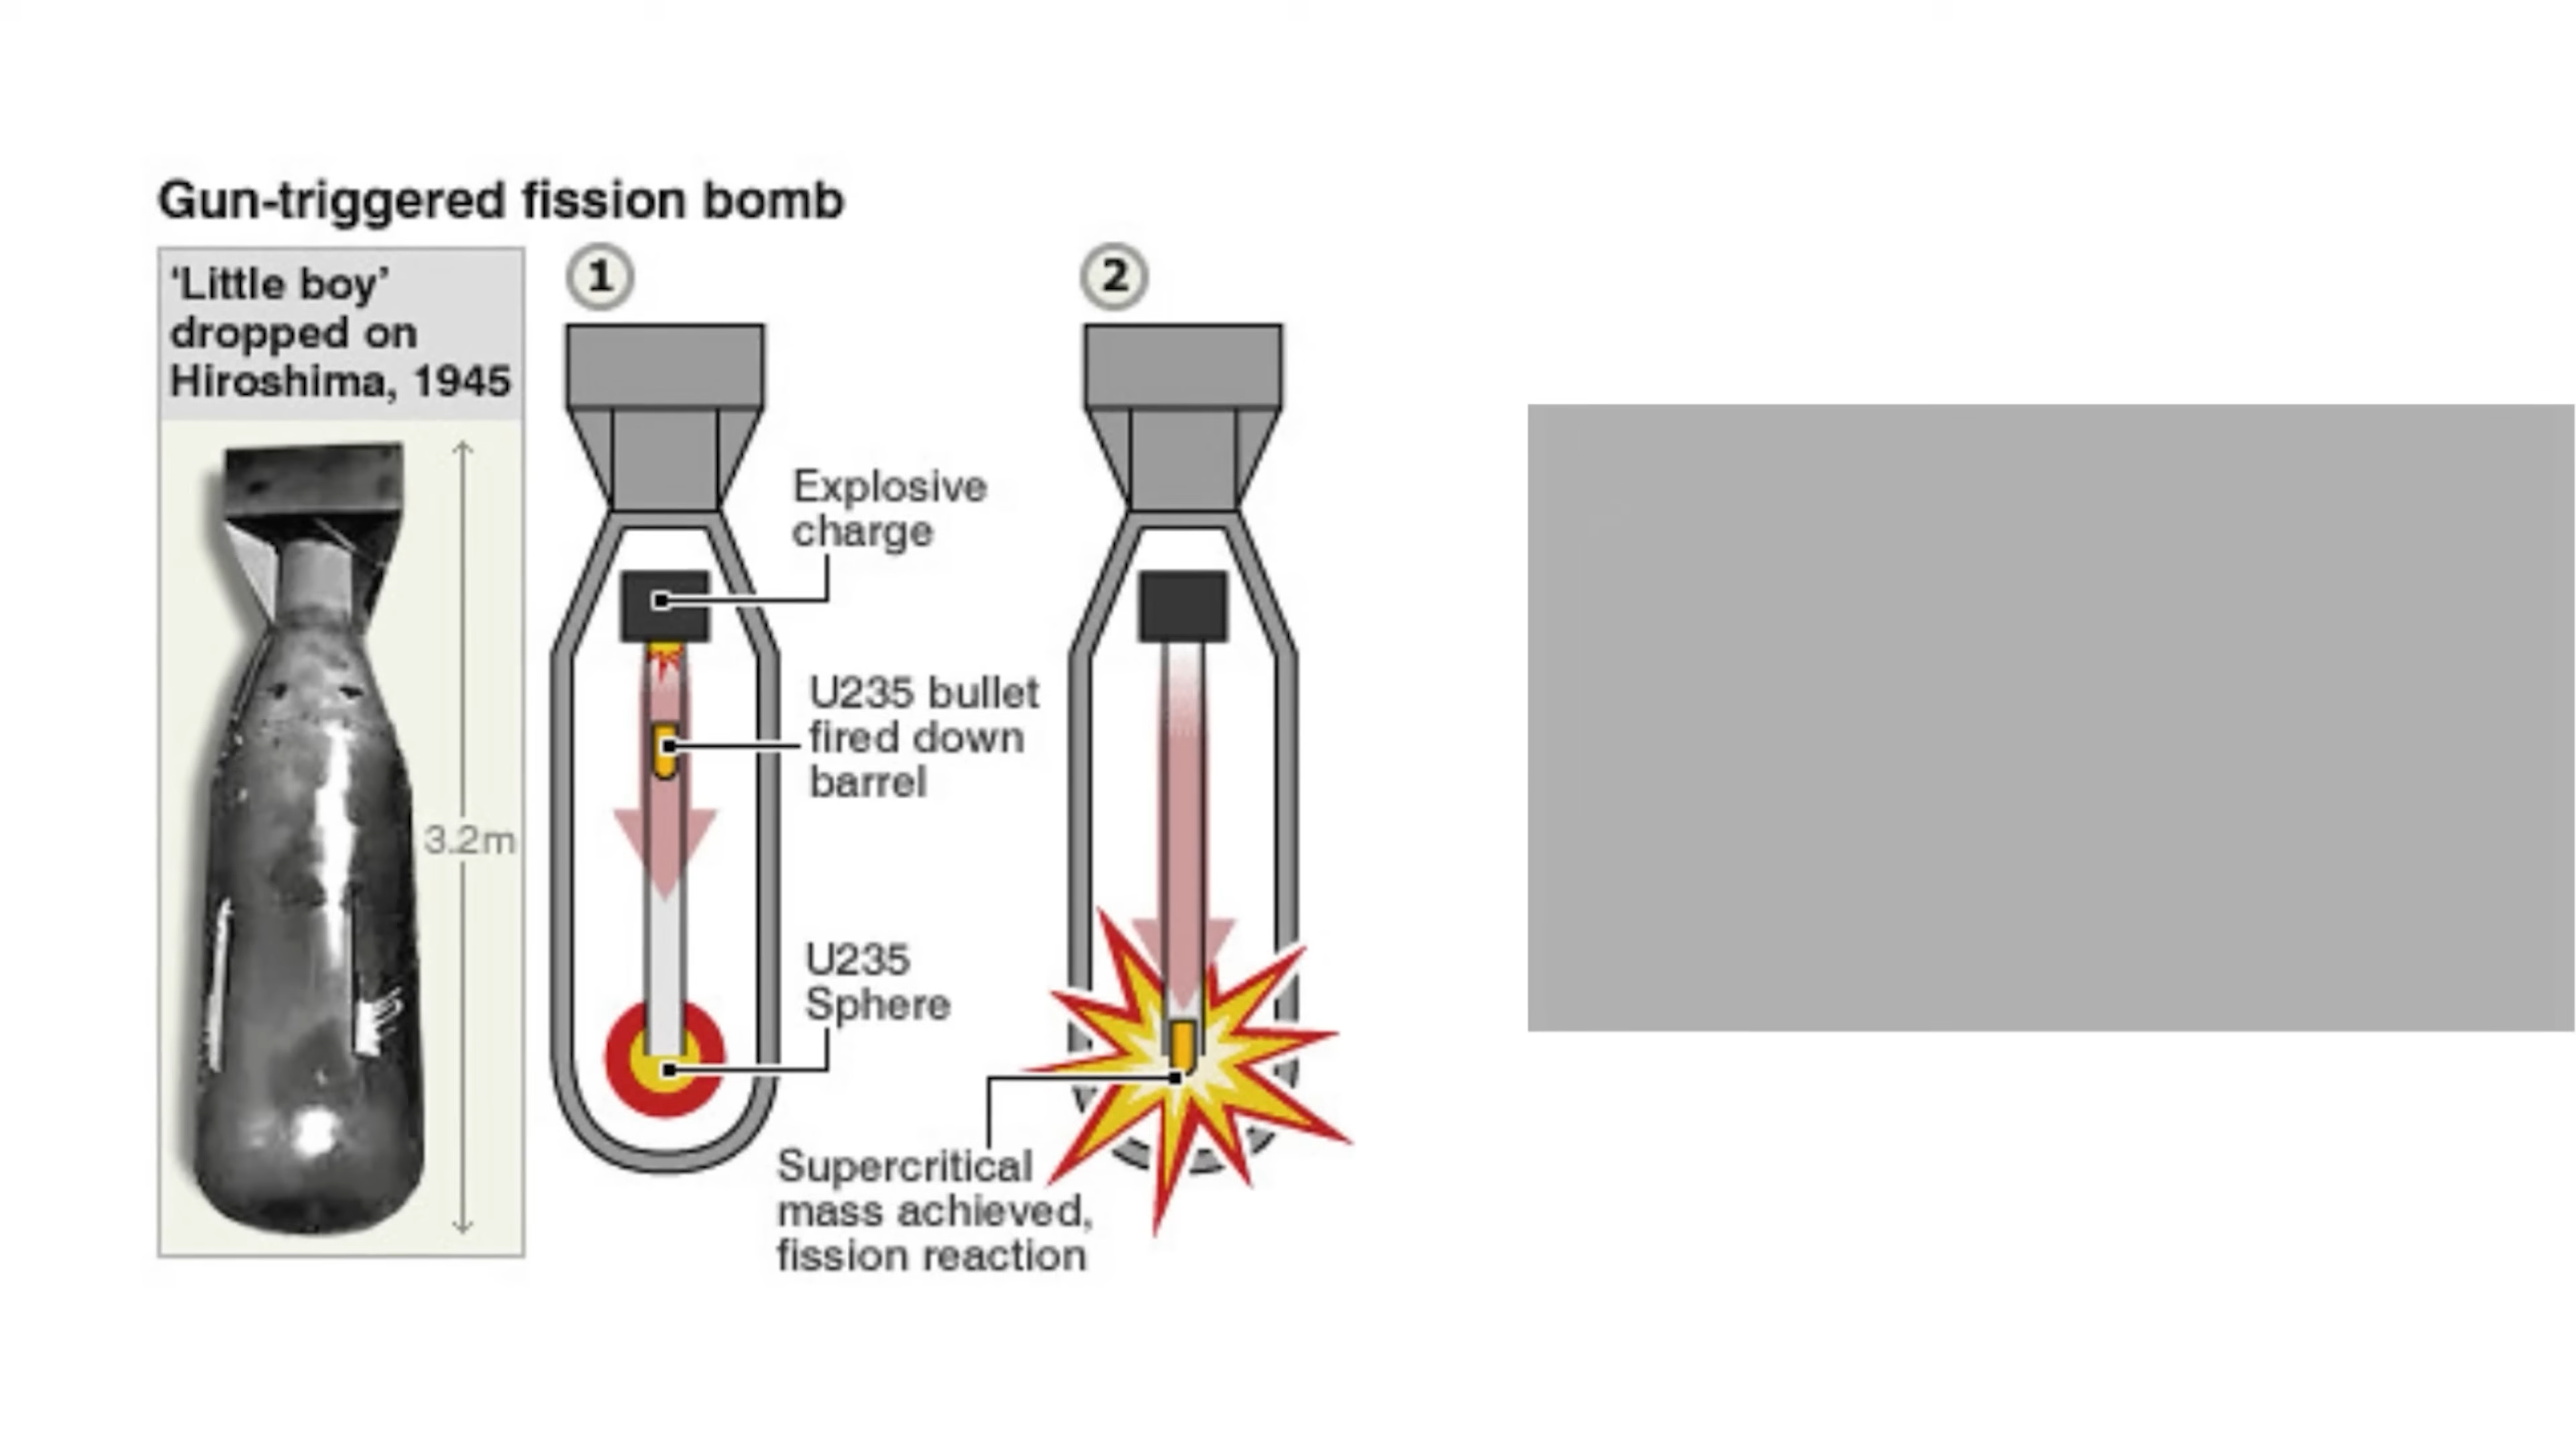 Gun-triggered fission bomb
‘Little boy’
dropped on
Hiroshima, 1945
3.2m
1
Explosive
charge
U235 bullet
fired down
barrel
U235
Sphere
2
Supercritical
mass achieved,
fission reaction